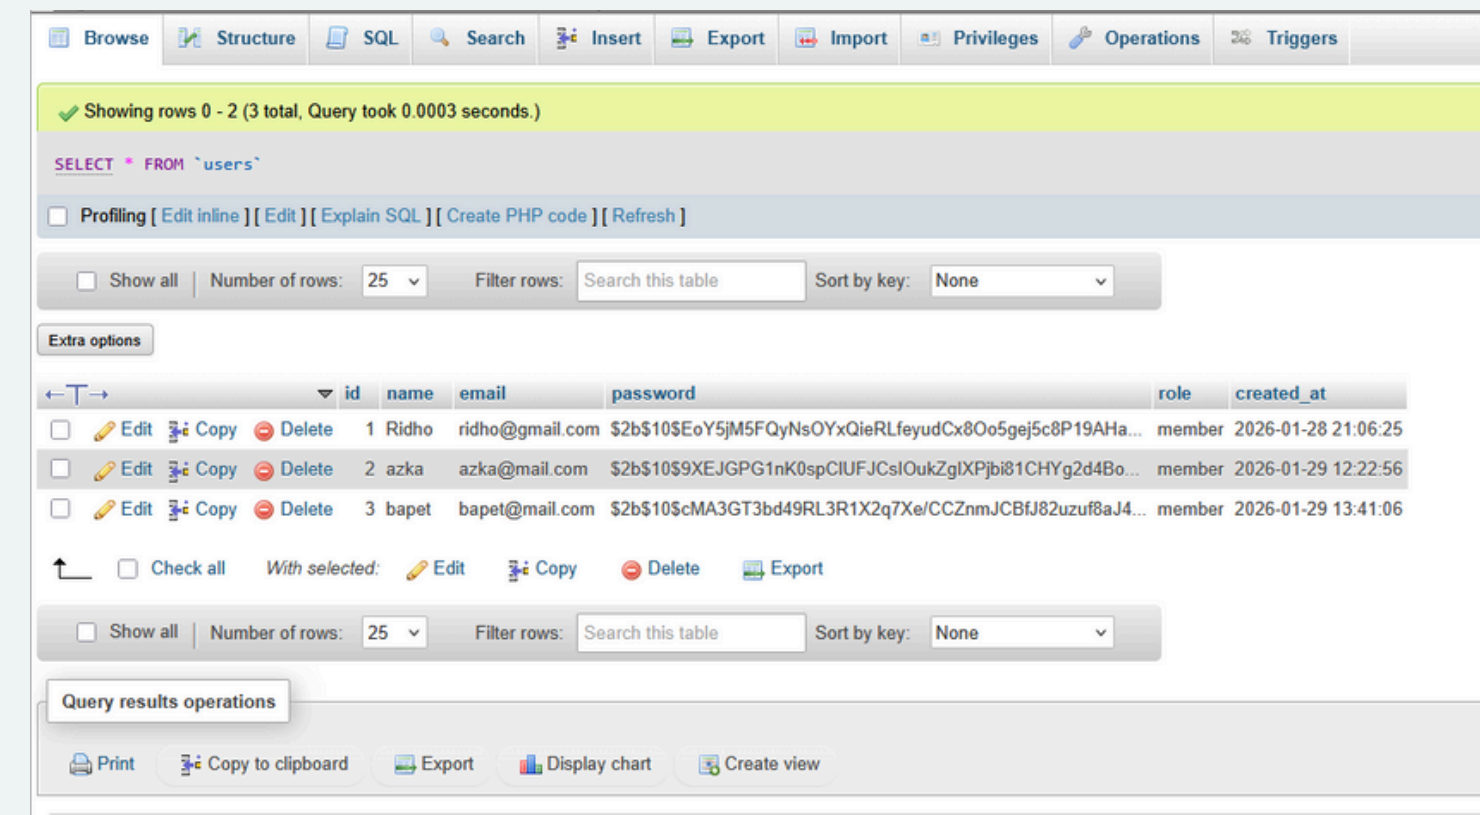 Browse Structure SQL Search Insert Export Import Privileges Operations Triggers
Showing rows 0 - 2 (3 total, Query took 0.0003 seconds.)
SELECT * FROM `users`
Profiling [ Edit inline ] [ Edit ] [ Explain SQL ] [ Create PHP code ] [ Refresh ]
Show all Number of rows: 25 Filter rows: Search this table Sort by key: None
Extra options
←T→ id name email password role created_at
Edit Copy Delete 1 Ridho ridho@gmail.com $2b$10$EoY5jM5FQyNsOYxQieRLfeyudCx8Oo5gej5c8P19AHa... member 2026-01-28 21:06:25
Edit Copy Delete 2 azka azka@mail.com $2b$10$9XEJGPG1nK0spClUFJCsIOukZgIXPjbi81CHYg2d4Bo... member 2026-01-29 12:22:56
Edit Copy Delete 3 bapet bapet@mail.com $2b$10$cMA3GT3bd49RL3R1X2q7Xe/CCZnmJCBfJ82uzuf8aJ4... member 2026-01-29 13:41:06
Check all With selected: Edit Copy Delete Export
Show all Number of rows: 25 Filter rows: Search this table Sort by key: None
Query results operations
Print Copy to clipboard Export Display chart Create view